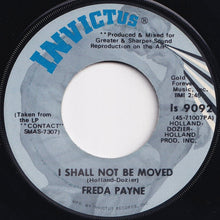 INVICTUS®
"Produced & Mixed for
Greater & Sharper Sound
Reproduction on the Air"
(Taken from
the LP
"CONTACT"
SMAS-7307)
Gold
Forever
Music, Inc.
BMI 2:40
Is 9092
(45-71007PA)
HOLLAND-
DOZIER-
HOLLAND
PROD. INC.
I SHALL NOT BE MOVED
(Holland-Dozier)
FREDA PAYNE